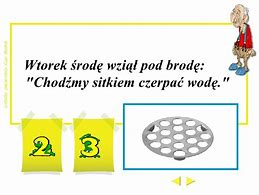 Wtorek środę wziął pod brodę:
"Chodźmy sitkiem czerpać wodę."
2 3